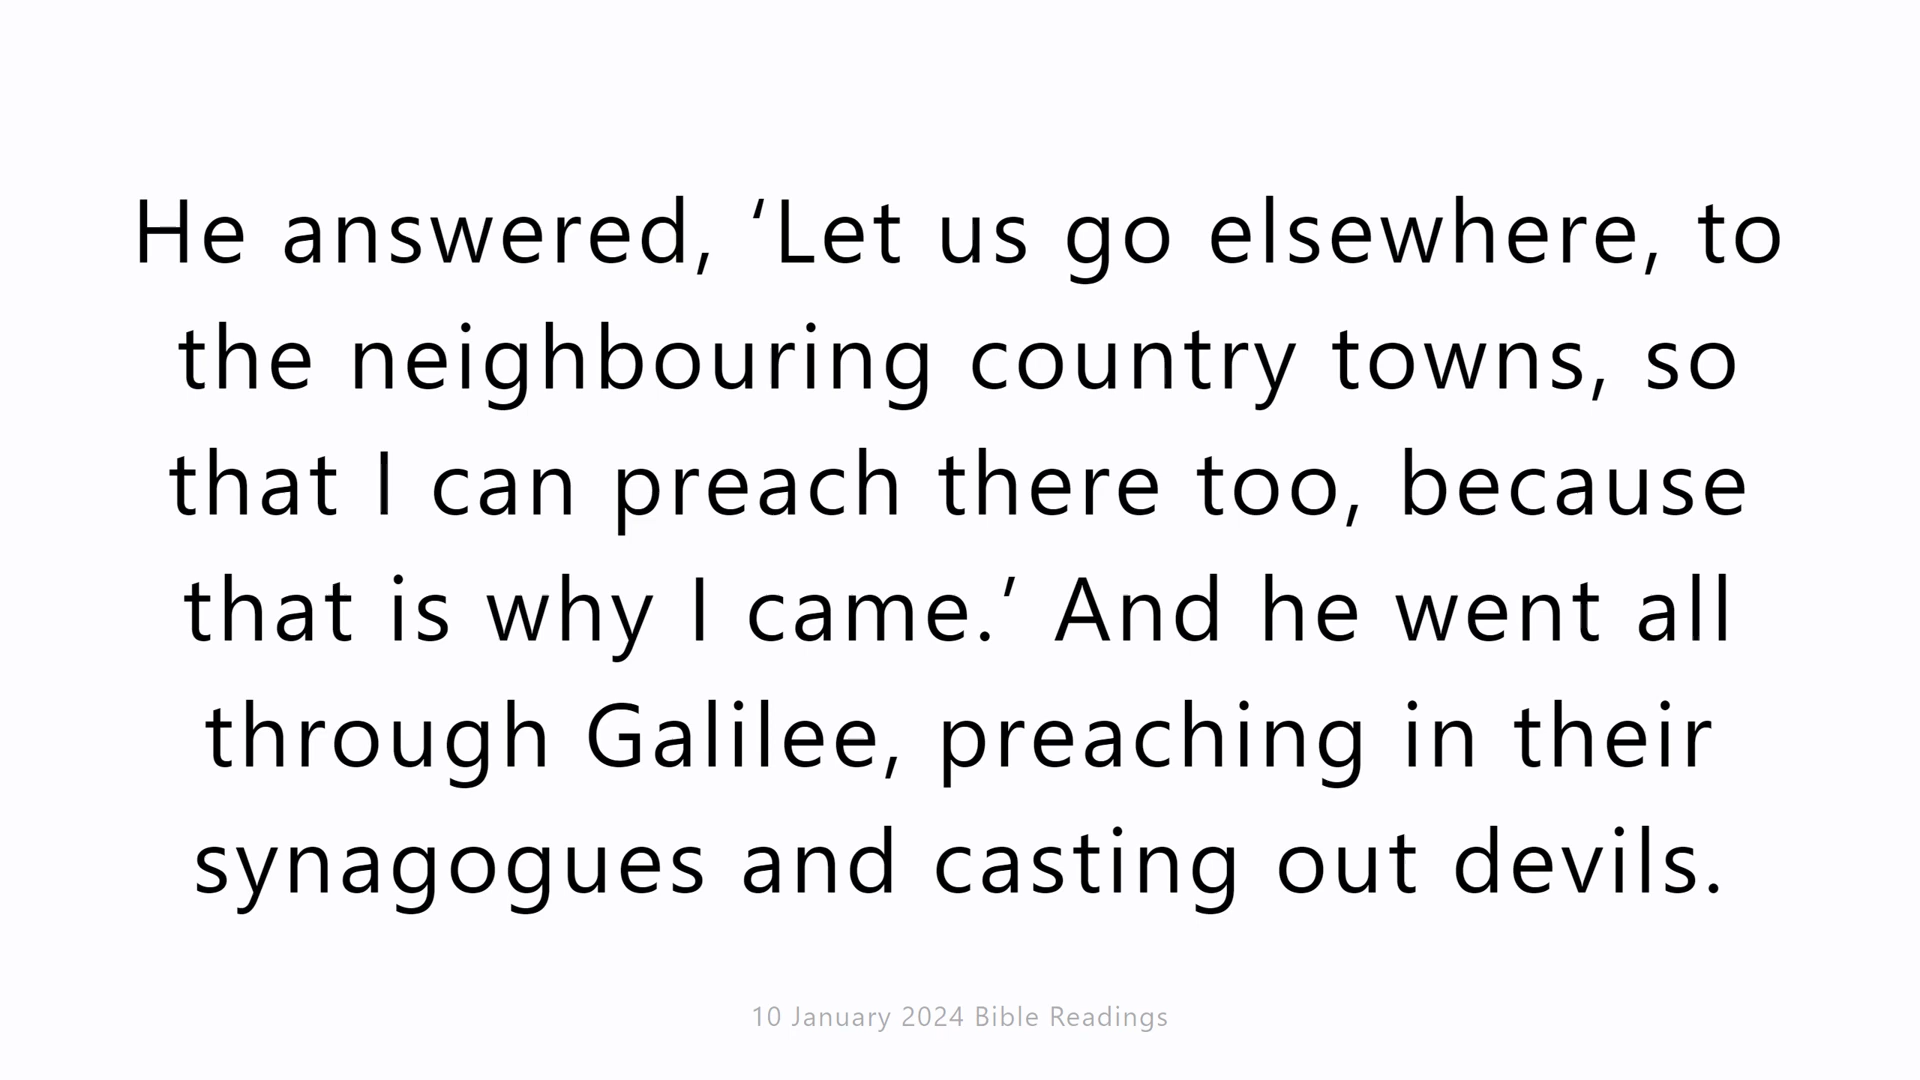 He answered, ‘Let us go elsewhere, to
the neighbouring country towns, so
that I can preach there too, because
that is why I came.’ And he went all
through Galilee, preaching in their
synagogues and casting out devils.
10 January 2024 Bible Readings